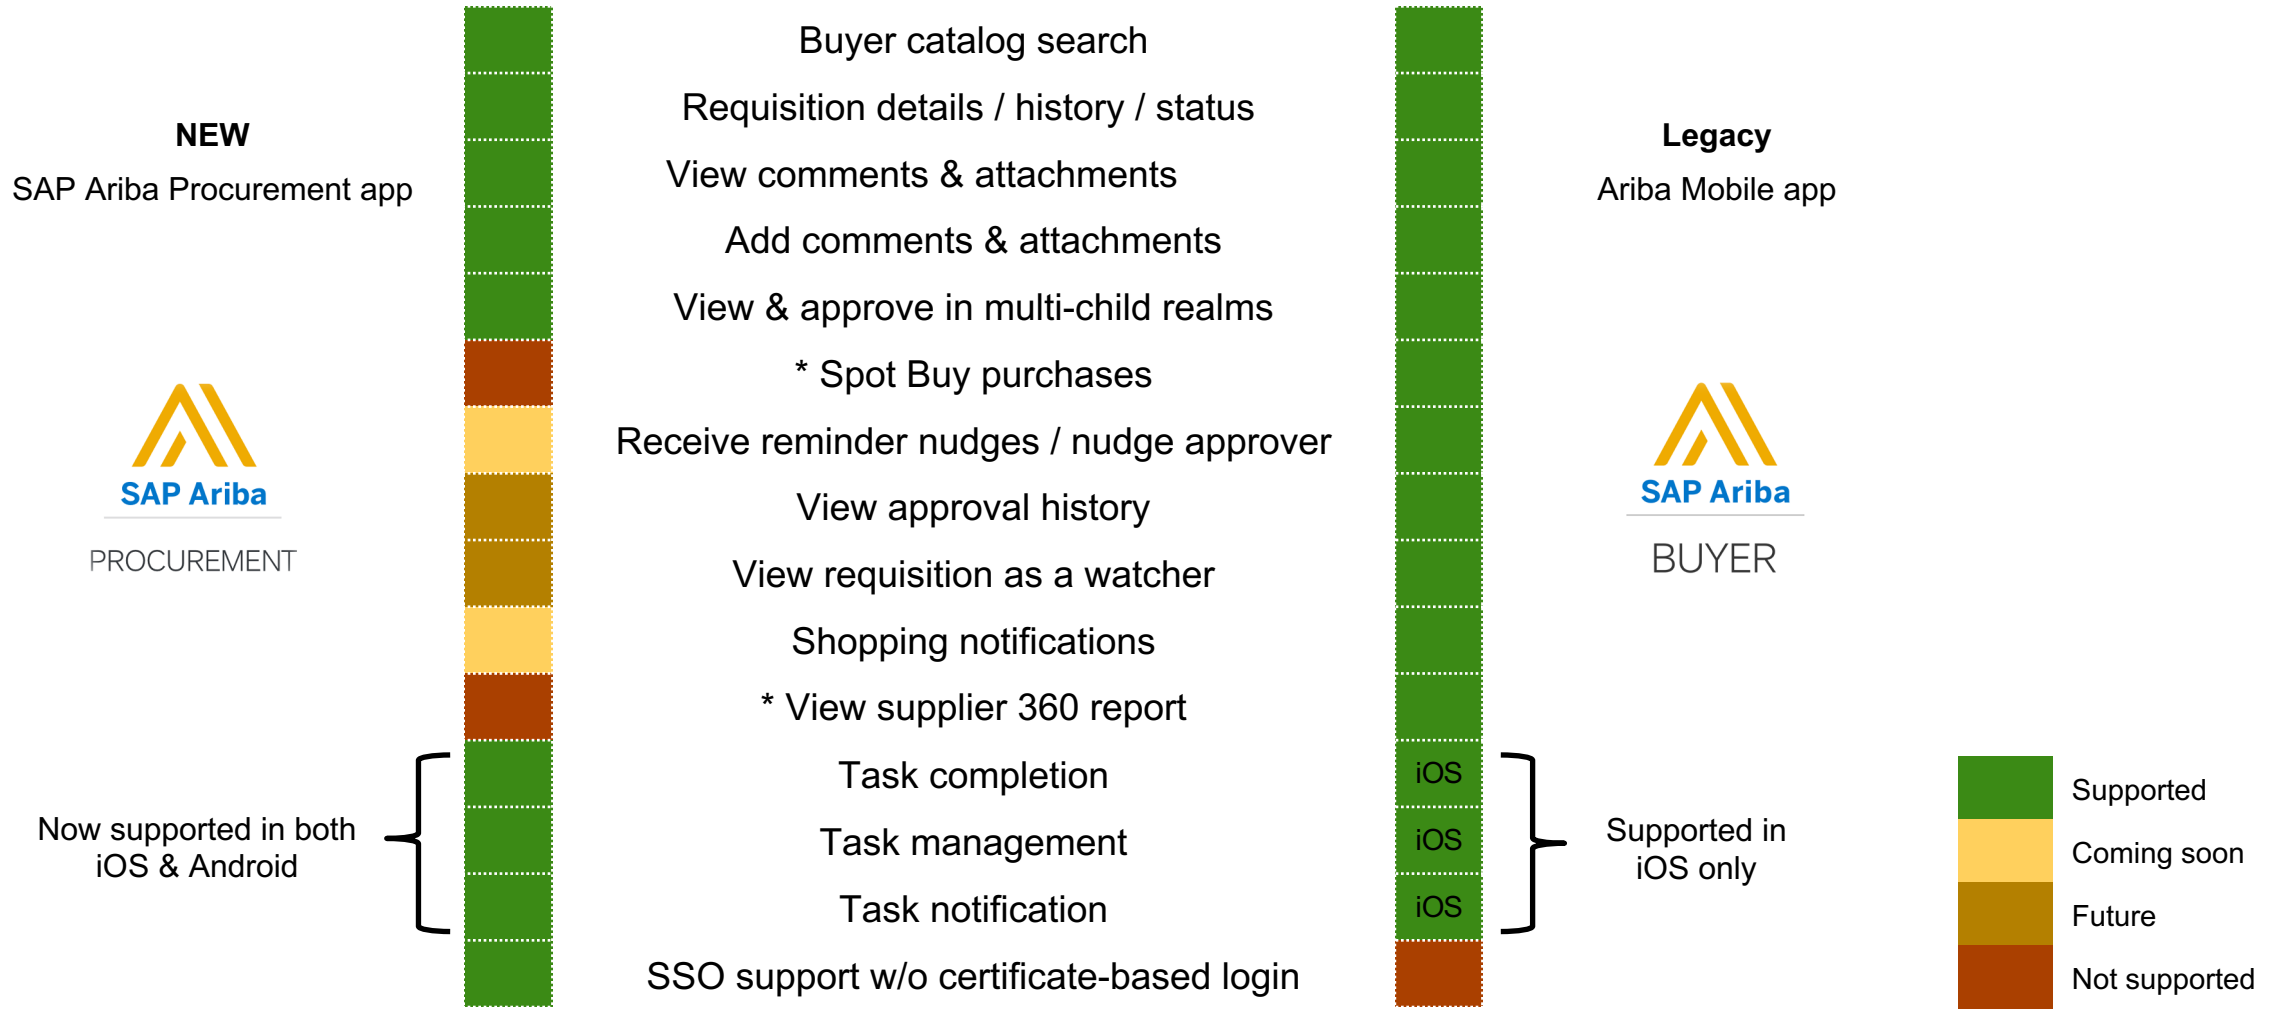 NEW
SAP Ariba Procurement app
SAP Ariba
PROCUREMENT
Now supported in both
iOS & Android
Buyer catalog search
Requisition details / history / status
View comments & attachments
Add comments & attachments
View & approve in multi-child realms
* Spot Buy purchases
Receive reminder nudges / nudge approver
View approval history
View requisition as a watcher
Shopping notifications
* View supplier 360 report
Task completion
Task management
Task notification
SSO support w/o certificate-based login
iOS
iOS
iOS
Legacy
Ariba Mobile app
SAP Ariba
BUYER
Supported in
iOS only
Supported
Coming soon
Future
Not supported